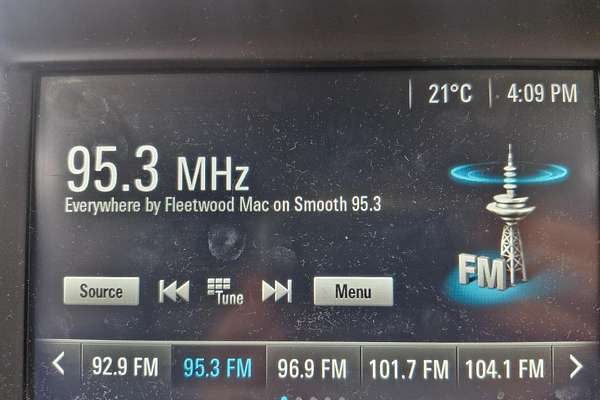 21°C 4:09 PM
95.3 MHz
Everywhere by Fleetwood Mac on Smooth 95.3
FM
Source Tune Menu
92.9 FM 95.3 FM 96.9 FM 101.7 FM 104.1 FM